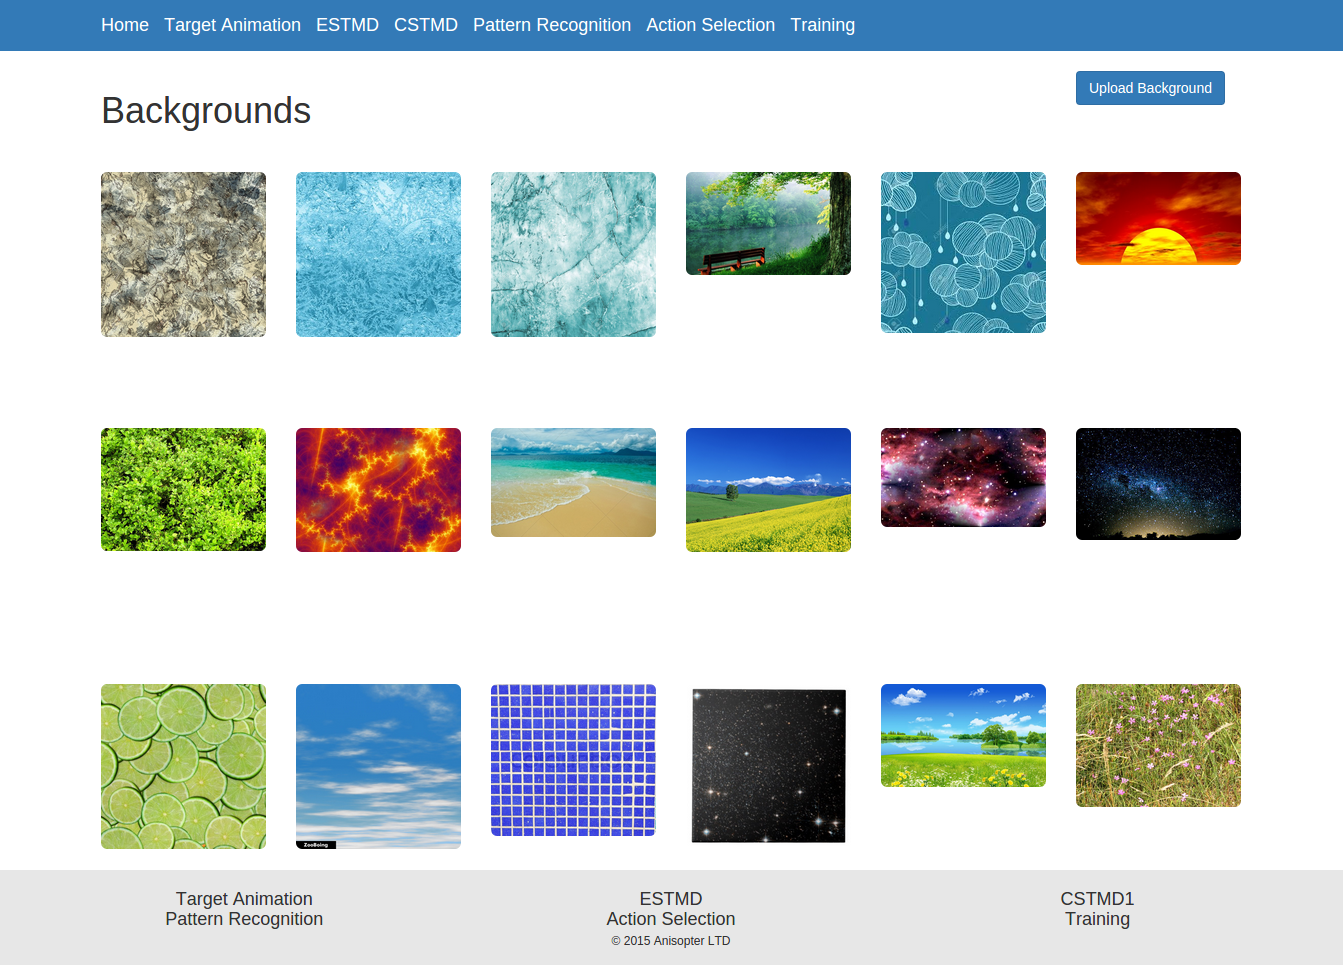 Home Target Animation ESTMD CSTMD Pattern Recognition Action Selection Training
Upload Background
Backgrounds
ZooBoing
Target Animation ESTMD CSTMD1
Pattern Recognition Action Selection Training
© 2015 Anisopter LTD